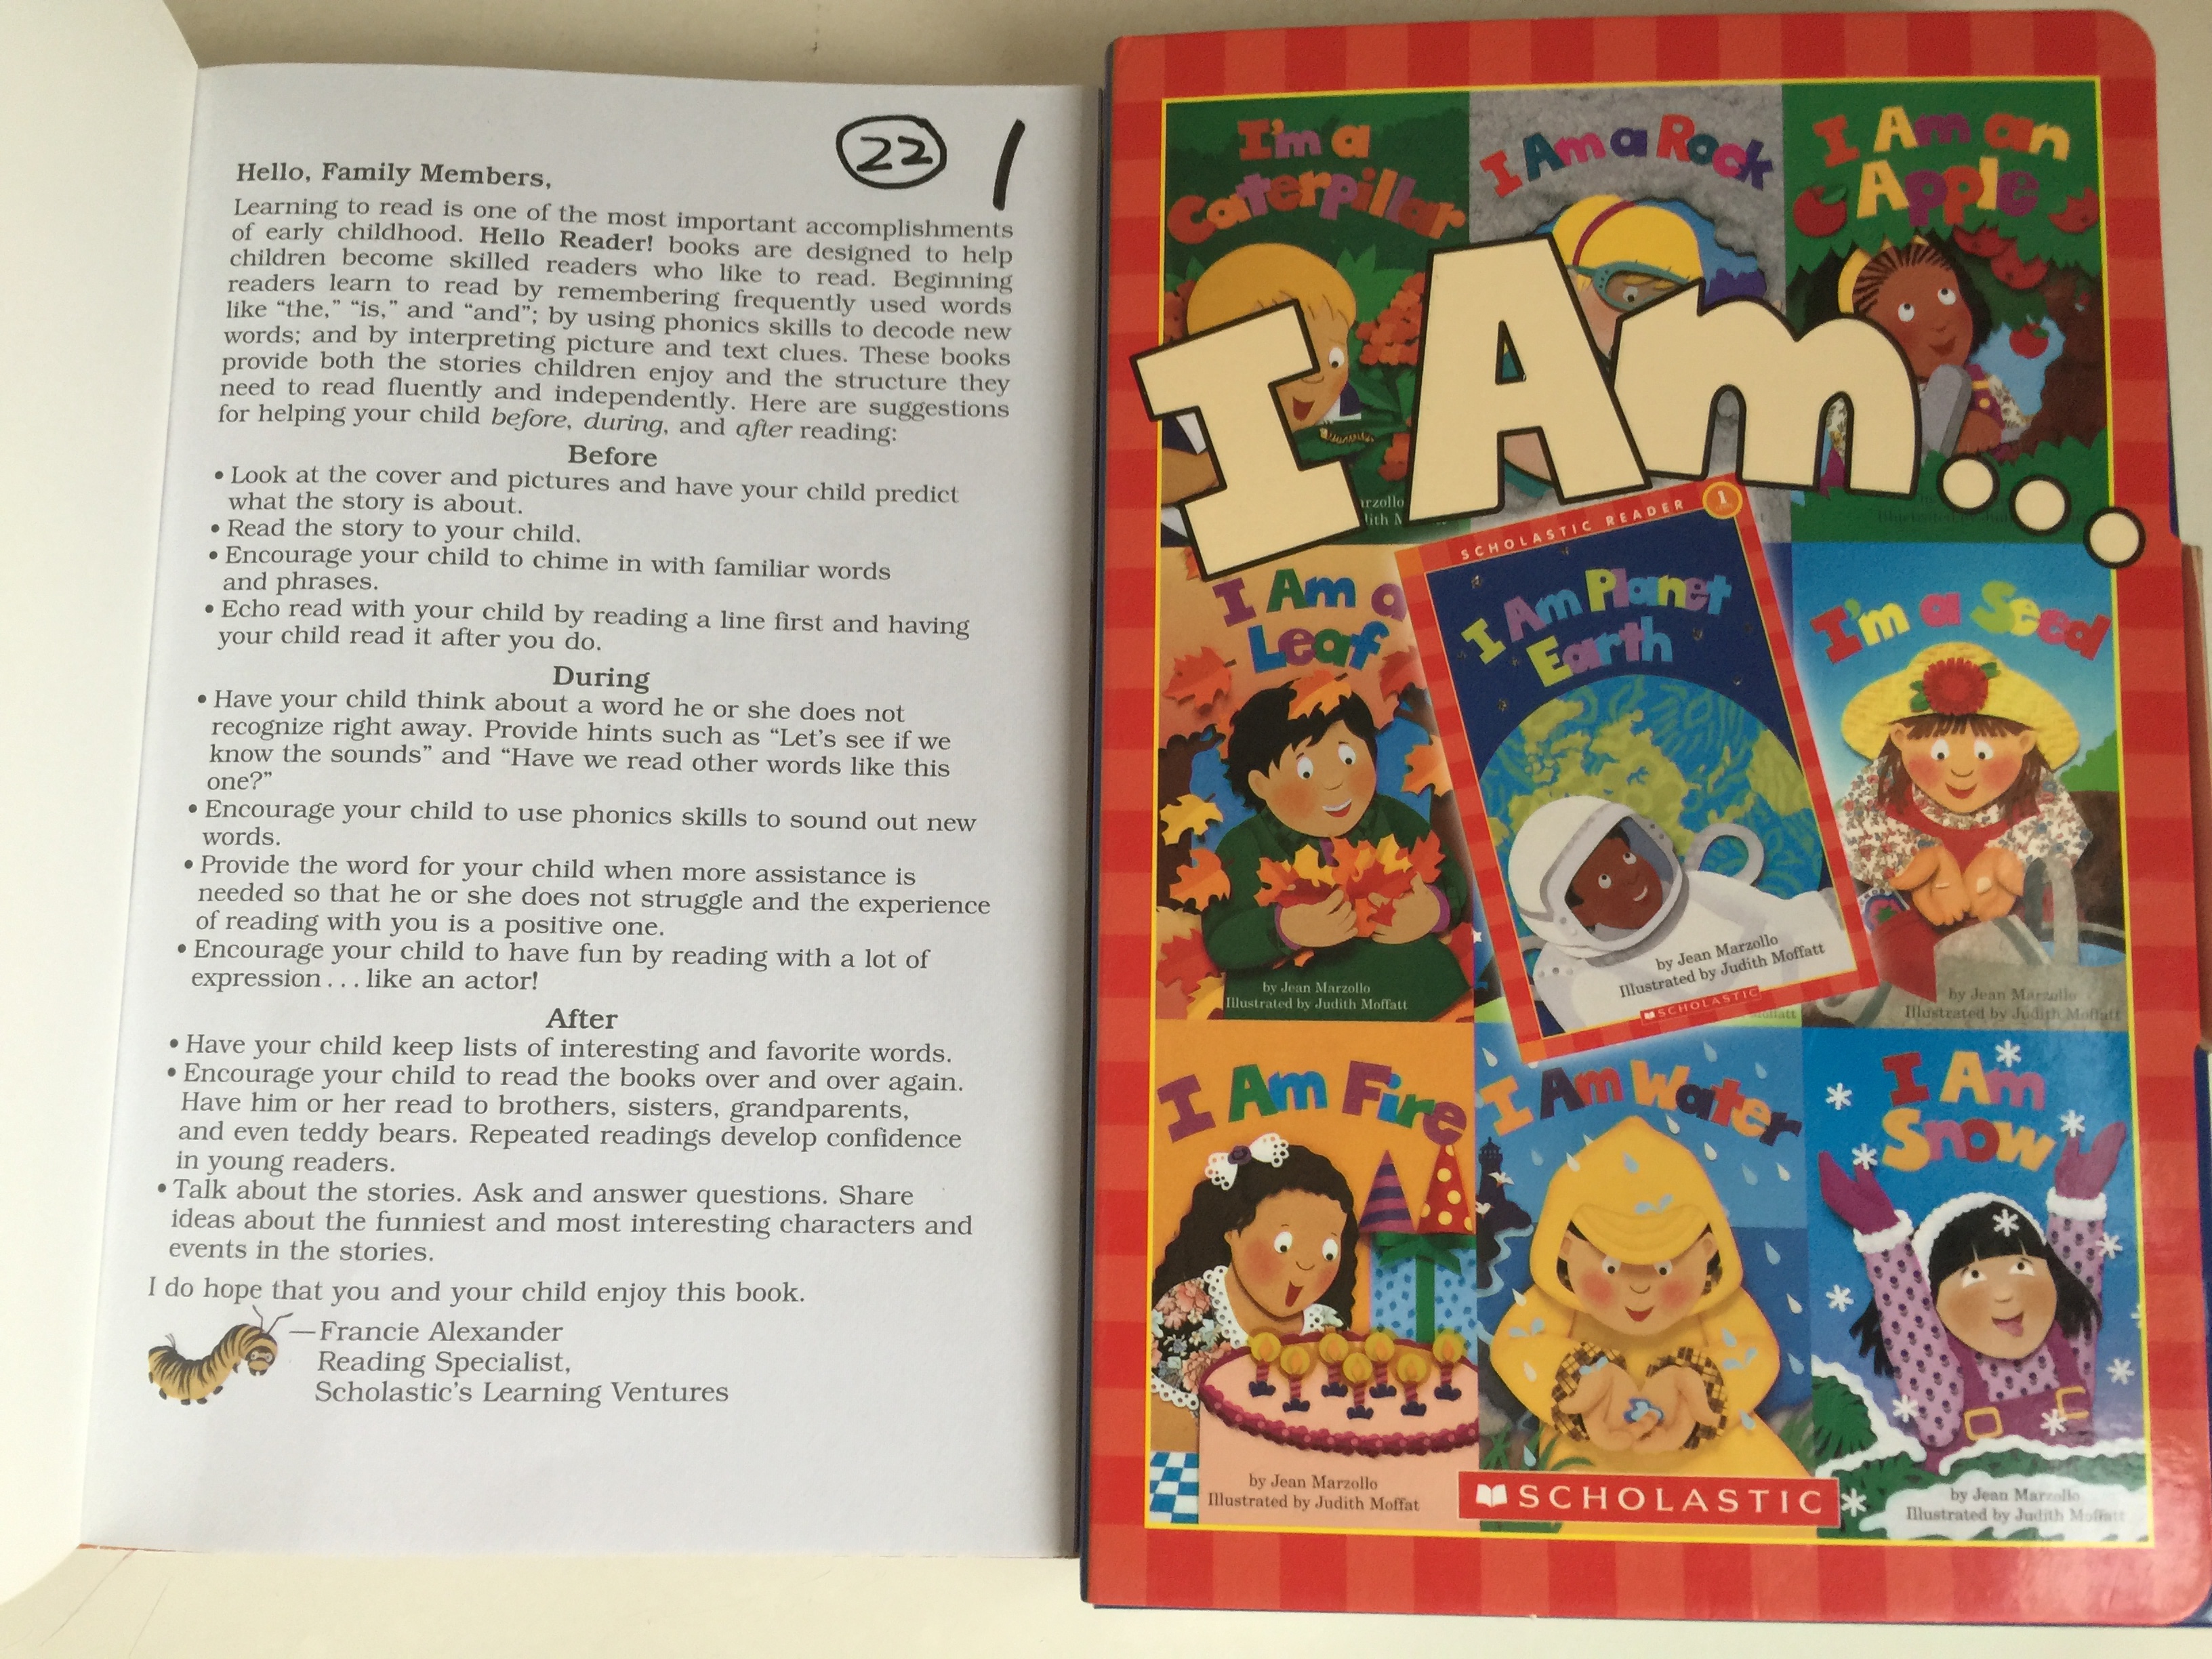 22 1
Hello, Family Members,
Learning to read is one of the most important accomplishments
of early childhood. Hello Reader! books are designed to help
children become skilled readers who like to read. Beginning
readers learn to read by remembering frequently used words
like “the,” “is,” and “and”; by using phonics skills to decode new
words; and by interpreting picture and text clues. These books
provide both the stories children enjoy and the structure they
need to read fluently and independently. Here are suggestions
for helping your child before, during, and after reading:
Before
• Look at the cover and pictures and have your child predict
what the story is about.
• Read the story to your child.
• Encourage your child to chime in with familiar words
and phrases.
• Echo read with your child by reading a line first and having
your child read it after you do.
During
• Have your child think about a word he or she does not
recognize right away. Provide hints such as “Let’s see if we
know the sounds” and “Have we read other words like this
one?”
• Encourage your child to use phonics skills to sound out new
words.
• Provide the word for your child when more assistance is
needed so that he or she does not struggle and the experience
of reading with you is a positive one.
• Encourage your child to have fun by reading with a lot of
expression . . . like an actor!
After
• Have your child keep lists of interesting and favorite words.
• Encourage your child to read the books over and over again.
Have him or her read to brothers, sisters, grandparents,
and even teddy bears. Repeated readings develop confidence
in young readers.
• Talk about the stories. Ask and answer questions. Share
ideas about the funniest and most interesting characters and
events in the stories.
I do hope that you and your child enjoy this book.
—Francie Alexander
Reading Specialist,
Scholastic’s Learning Ventures
I'm a
Caterpillar
I Am a Rock
I Am an
Apple
I Am...
I Am a
Leaf
by Jean Marzollo
Illustrated by Judith Moffatt
SCHOLASTIC READER 1
I Am Planet
Earth
by Jean Marzollo
Illustrated by Judith Moffatt
SCHOLASTIC
I'm a Seed
by Jean Marzollo
Illustrated by Judith Moffatt
I Am Fire
by Jean Marzollo
Illustrated by Judith Moffat
I Am Water
I Am
Snow
by Jean Marzollo
Illustrated by Judith Moffatt
SCHOLASTIC